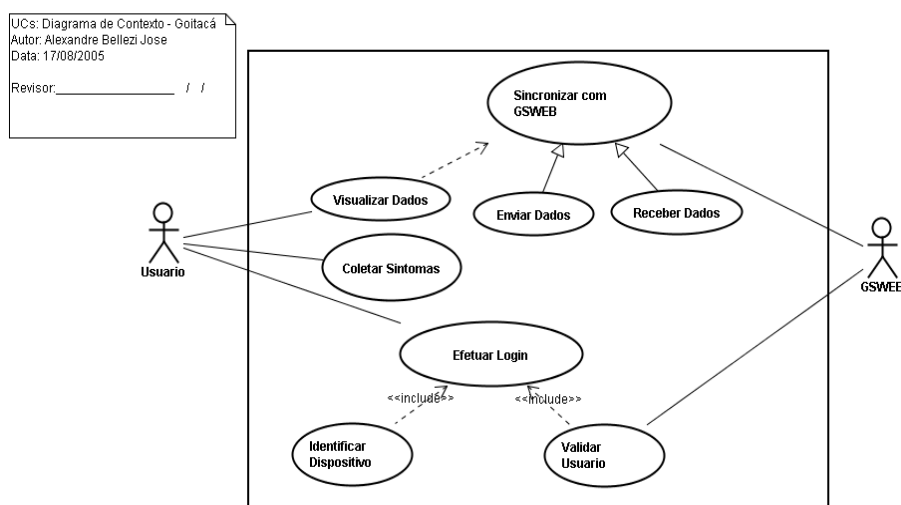 UCs: Diagrama de Contexto - Goitacá
Autor: Alexandre Bellezi Jose
Data: 17/08/2005
Revisor:___________________ / /
Sincronizar com
GSWEB
Visualizar Dados
Enviar Dados
Receber Dados
Usuario
Coletar Sintomas
GSWEB
Efetuar Login
<<include>>
<<include>>
Identificar
Dispositivo
Validar
Usuario